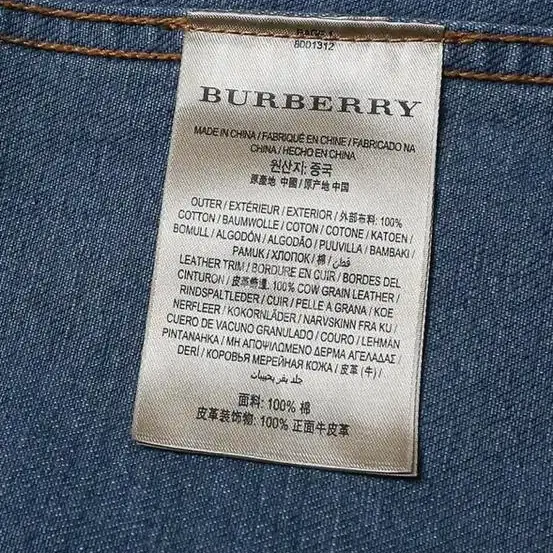 8001312
BURBERRY
MADE IN CHINA / FABRIQUÉ EN CHINE / FABRICADO NA
CHINA / HECHO EN CHINA
원산지: 중국
原產地 中國 / 原产地 中国
OUTER / EXTÉRIEUR / EXTERIOR / 外部布料: 100%
COTTON / BAUMWOLLE / COTON / COTONE / KATOEN /
BOMULL / ALGODÓN / ALGODÃO / PUUVILLA / BAMBAKI /
PAMUK / ХЛОПОК / 棉 / قطن /
LEATHER TRIM / BORDURE EN CUIR / BORDES DEL
CINTURON / 皮革飾邊: 100% COW GRAIN LEATHER /
RINDSPALTLEDER / CUIR / PELLE A GRANA / KOE
NERFLEER / KOKORNLÄDER / NARVSKINN FRA KU /
CUERO DE VACUNO GRANULADO / COURO / LEHMÄN
PINTANAHKA / ΜΗ ΑΠΟΨΙΛΩΜΕΝΟ ΔΕΡΜΑ ΑΓΕΛΑΔΑΣ /
DERİ / КОРОВЬЯ МЕРЕЙНАЯ КОЖА / 皮革 (牛) /
جلد بقر بحبيبات
面料: 100% 棉
皮革装饰物: 100% 正面牛皮革